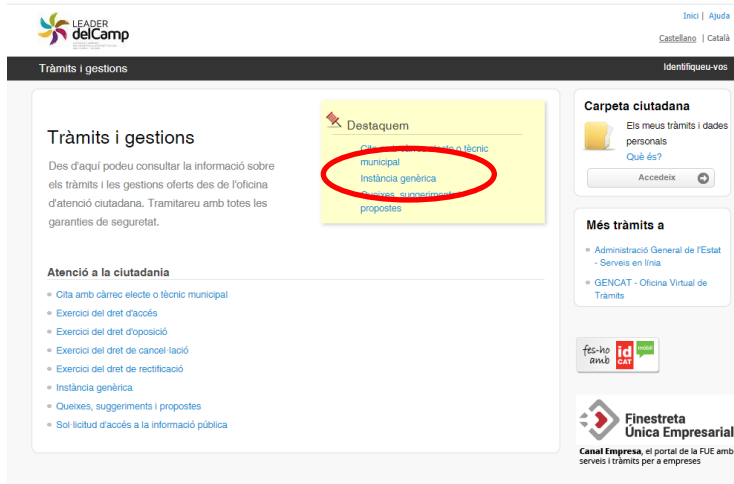 LEADER
delCamp
Inici | Ajuda
Castellano | Català
Tràmits i gestions
Identifiqueu-vos
Tràmits i gestions
Des d'aquí podeu consultar la informació sobre
els tràmits i les gestions oferts des de l'oficina
d'atenció ciutadana. Tramitareu amb totes les
garanties de seguretat.
Destaquem
Cita amb càrrec electe o tècnic
municipal
Instància genèrica
Queixes, suggeriments i
propostes
Atenció a la ciutadania
Cita amb càrrec electe o tècnic municipal
Exercici del dret d'accés
Exercici del dret d'oposició
Exercici del dret de cancel·lació
Exercici del dret de rectificació
Instància genèrica
Queixes, suggeriments i propostes
Sol·licitud d'accés a la informació pública
Carpeta ciutadana
Els meus tràmits i dades
personals
Què és?
Accedeix
Més tràmits a
Administració General de l'Estat
- Serveis en línia
GENCAT - Oficina Virtual de
Tràmits
fes-ho
amb
id
CAT
mòbil
Finestreta
Única Empresarial
Canal Empresa, el portal de la FUE amb
serveis i tràmits per a empreses